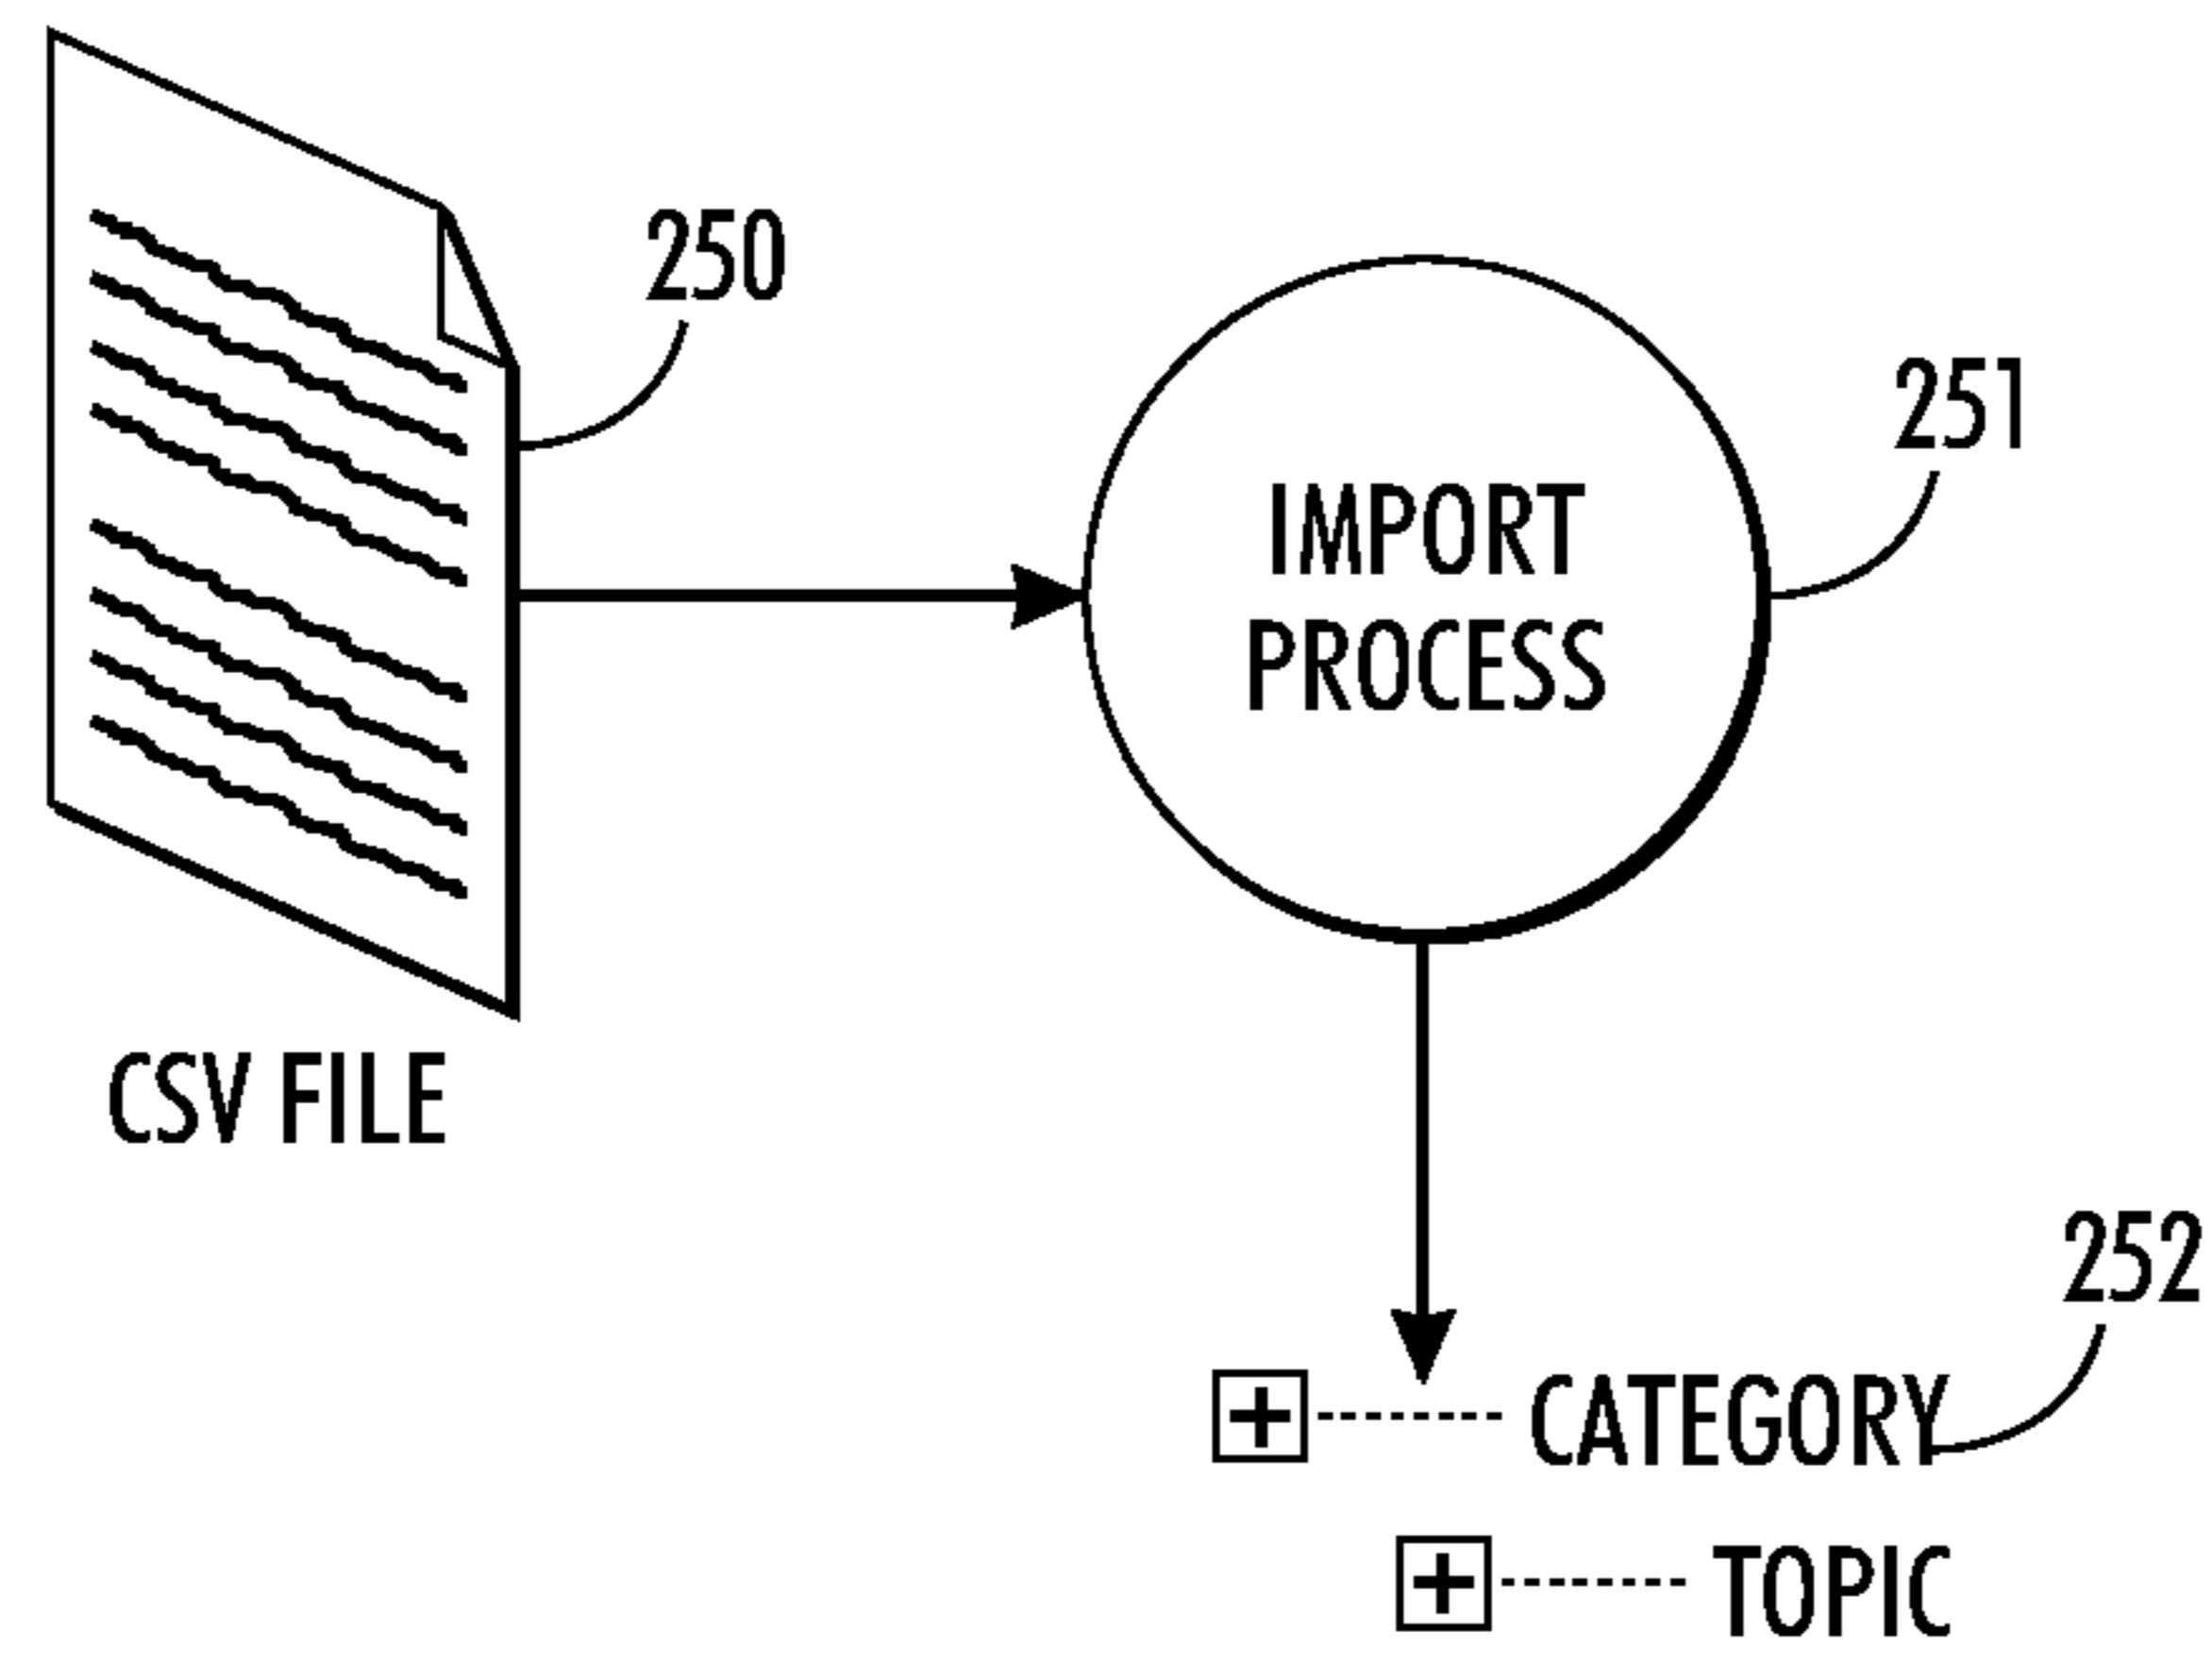 250
251
IMPORT
PROCESS
CSV FILE
252
CATEGORY
TOPIC